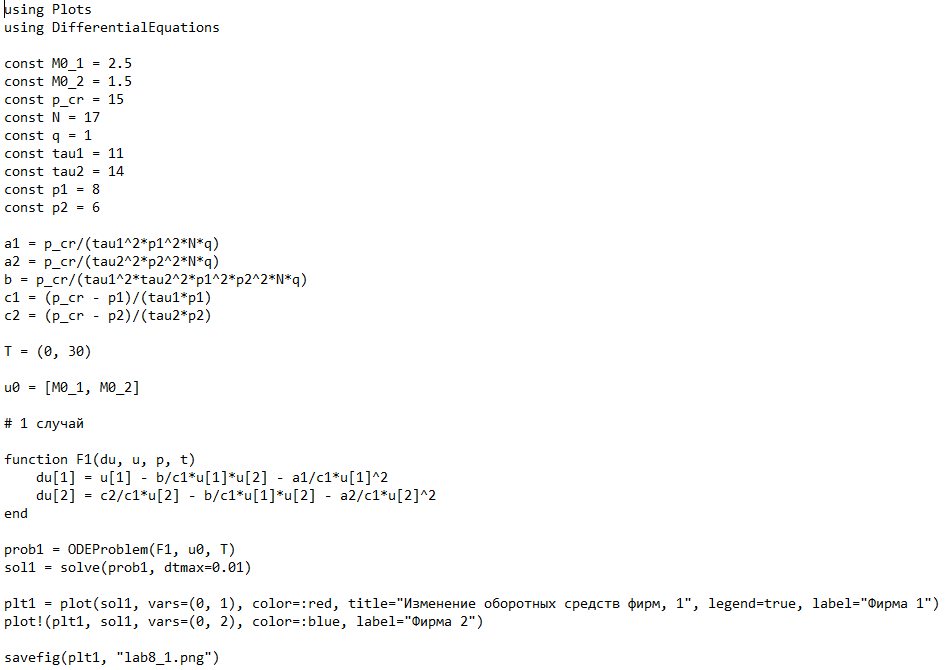 using Plots
using DifferentialEquations

const M0_1 = 2.5
const M0_2 = 1.5
const p_cr = 15
const N = 17
const q = 1
const tau1 = 11
const tau2 = 14
const p1 = 8
const p2 = 6

a1 = p_cr/(tau1^2*p1^2*N*q)
a2 = p_cr/(tau2^2*p2^2*N*q)
b = p_cr/(tau1^2*tau2^2*p1^2*p2^2*N*q)
c1 = (p_cr - p1)/(tau1*p1)
c2 = (p_cr - p2)/(tau2*p2)

T = (0, 30)

u0 = [M0_1, M0_2]

# 1 случай

function F1(du, u, p, t)
    du[1] = u[1] - b/c1*u[1]*u[2] - a1/c1*u[1]^2
    du[2] = c2/c1*u[2] - b/c1*u[1]*u[2] - a2/c1*u[2]^2
end

prob1 = ODEProblem(F1, u0, T)
sol1 = solve(prob1, dtmax=0.01)

plt1 = plot(sol1, vars=(0, 1), color=:red, title="Изменение оборотных средств фирм, 1", legend=true, label="Фирма 1")
plot!(plt1, sol1, vars=(0, 2), color=:blue, label="Фирма 2")

savefig(plt1, "lab8_1.png")